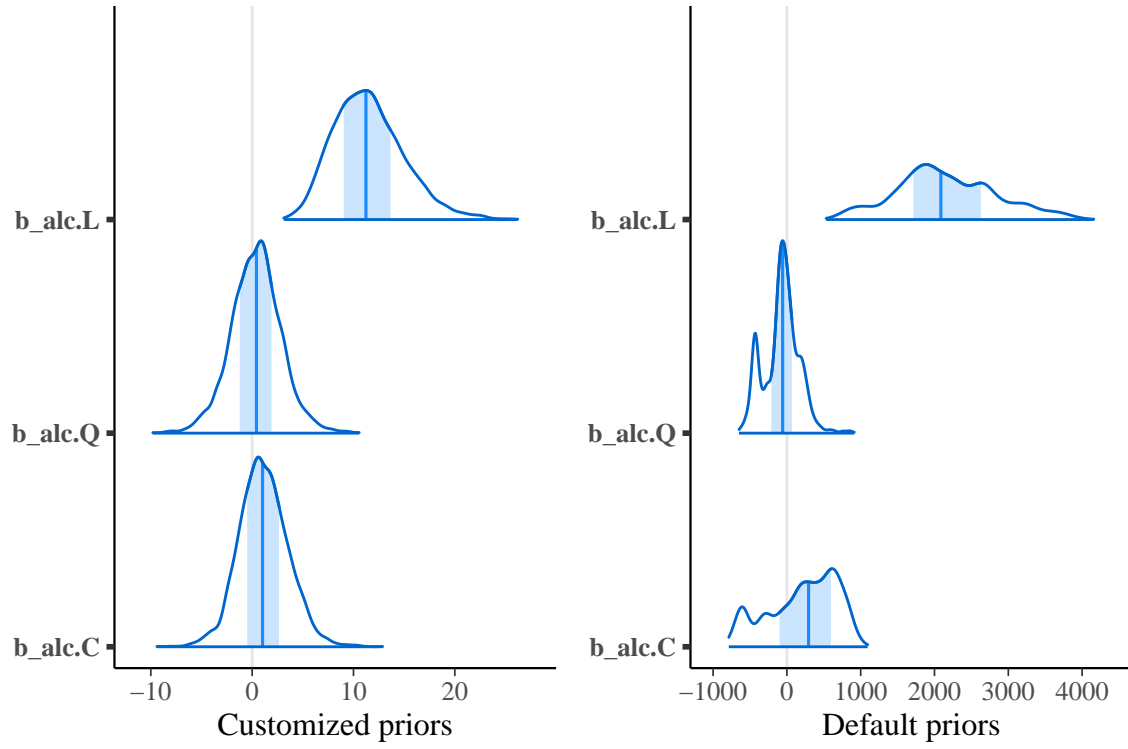 b_alc.L
b_alc.Q
b_alc.C
−10 0 10 20
Customized priors
b_alc.L
b_alc.Q
b_alc.C
−1000 0 1000 2000 3000 4000
Default priors